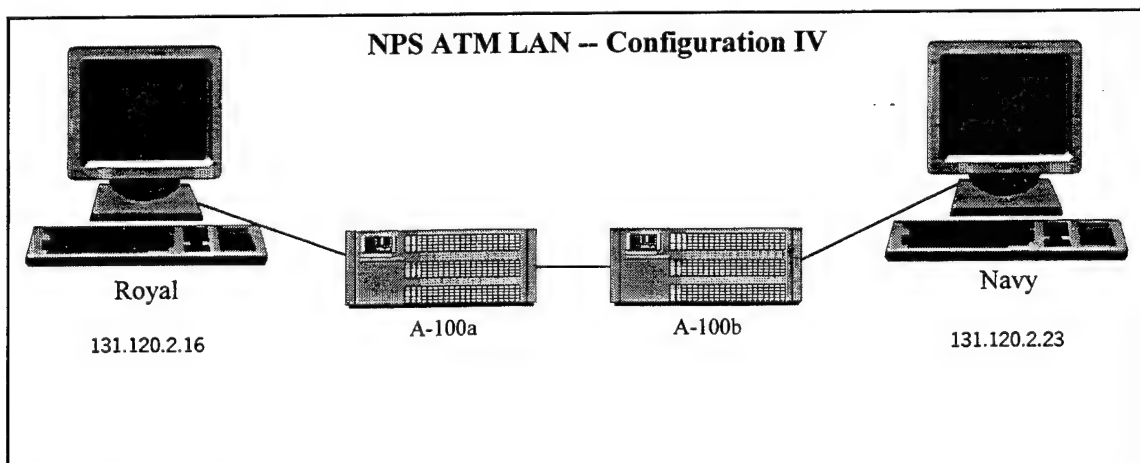 NPS ATM LAN -- Configuration IV
Royal
131.120.2.16
A-100a
A-100b
Navy
131.120.2.23